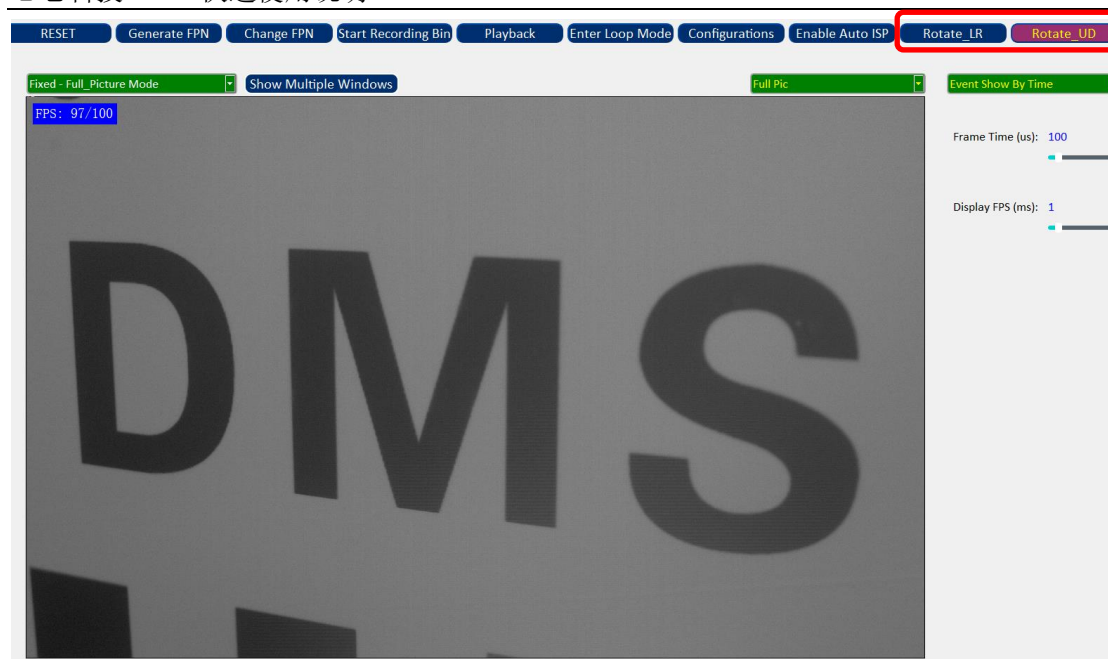 RESET Generate FPN Change FPN Start Recording Bin Playback Enter Loop Mode Configurations Enable Auto ISP Rotate_LR Rotate_UD
Fixed - Full_Picture Mode Show Multiple Windows Full Pic Event Show By Time
FPS: 97/100
Frame Time (us): 100
Display FPS (ms): 1
DMS